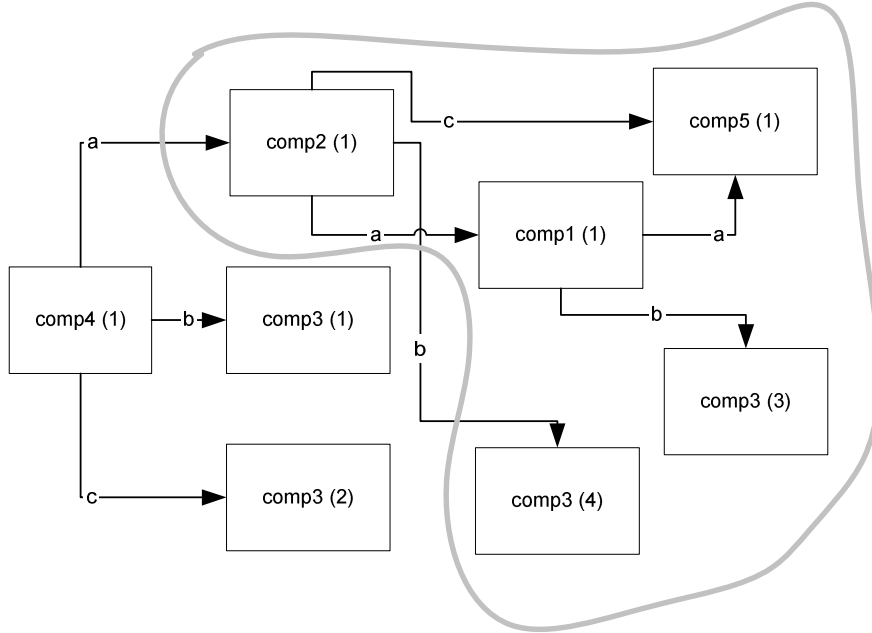 c
comp5 (1)
a
comp2 (1)
a
comp1 (1)
a
comp4 (1)
b
comp3 (1)
b
b
comp3 (3)
c
comp3 (2)
comp3 (4)